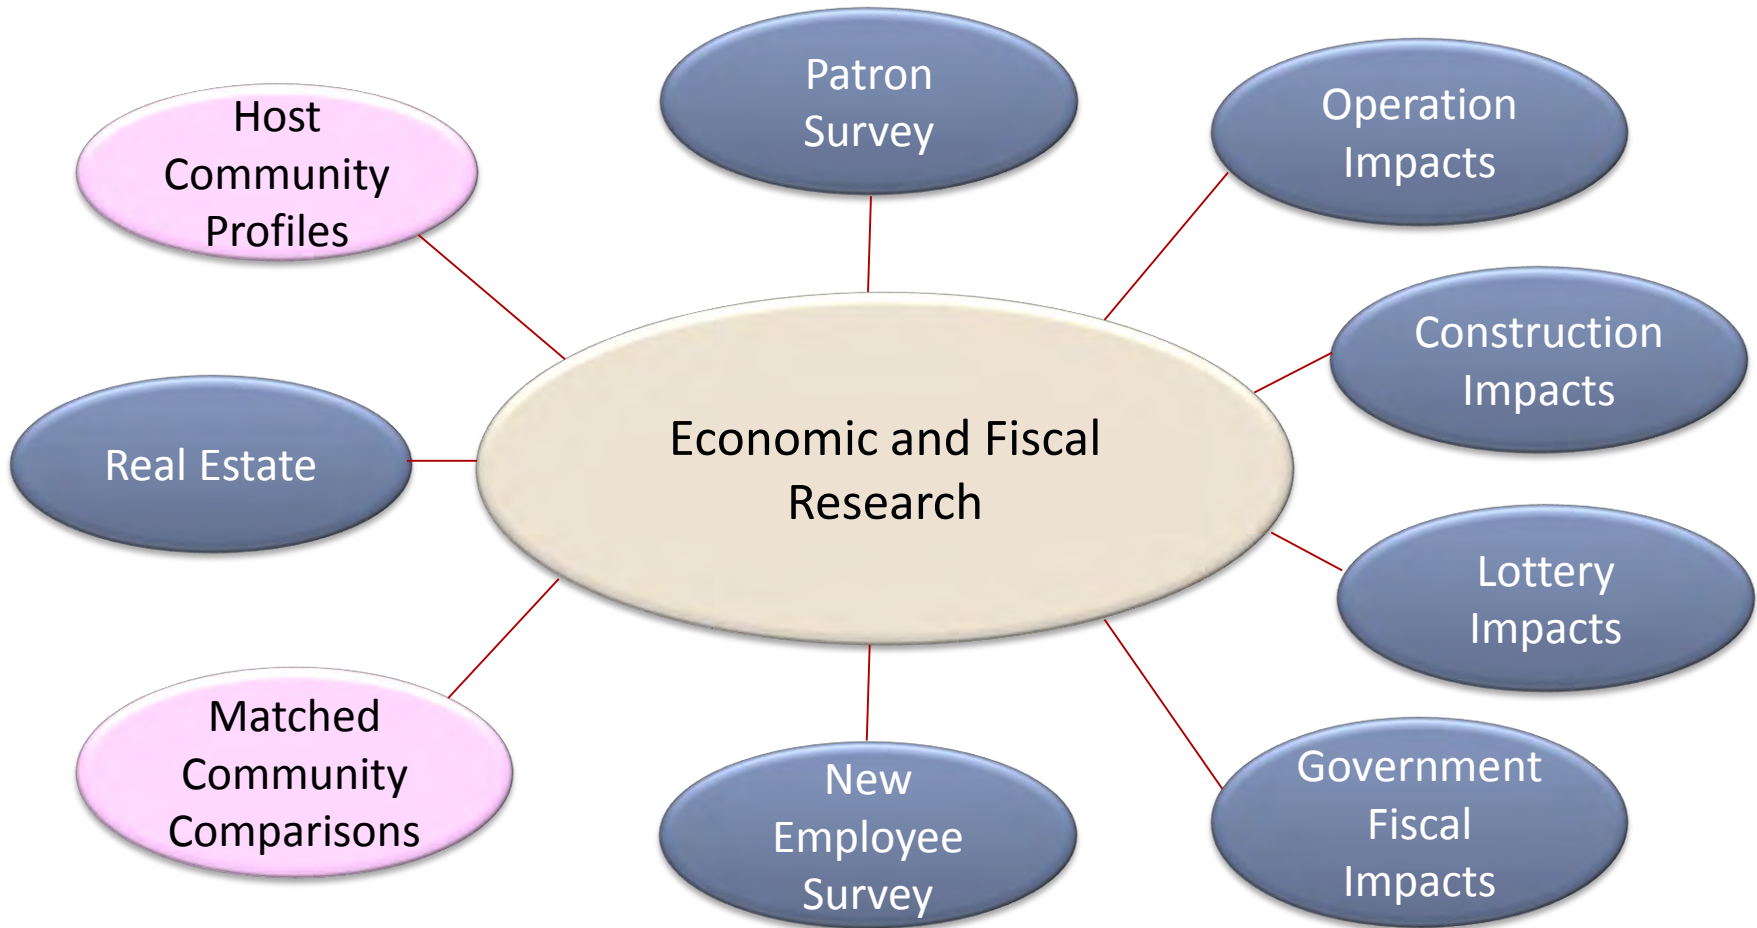 Patron
Survey
Operation
Impacts
Host
Community
Profiles
Construction
Impacts
Real Estate
Economic and Fiscal
Research
Lottery
Impacts
Matched
Community
Comparisons
New
Employee
Survey
Government
Fiscal
Impacts